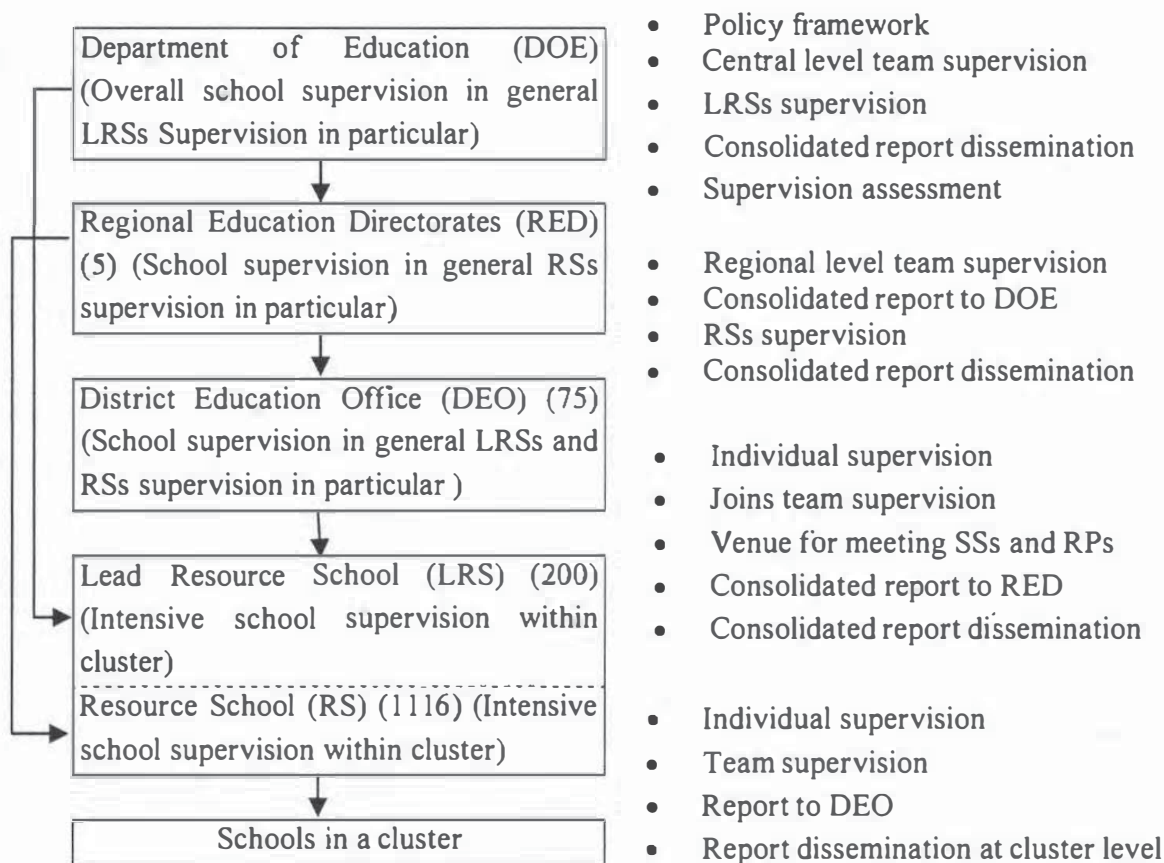 Department of Education (DOE)
(Overall school supervision in general
LRSs Supervision in particular)
• Policy framework
• Central level team supervision
• LRSs supervision
• Consolidated report dissemination
• Supervision assessment
Regional Education Directorates (RED)
(5) (School supervision in general RSs
supervision in particular)
• Regional level team supervision
• Consolidated report to DOE
• RSs supervision
• Consolidated report dissemination
District Education Office (DEO) (75)
(School supervision in general LRSs and
RSs supervision in particular )
• Individual supervision
• Joins team supervision
• Venue for meeting SSs and RPs
• Consolidated report to RED
• Consolidated report dissemination
Lead Resource School (LRS) (200)
(Intensive school supervision within
cluster)
Resource School (RS) (1116) (Intensive
school supervision within cluster)
• Individual supervision
• Team supervision
• Report to DEO
• Report dissemination at cluster level
Schools in a cluster